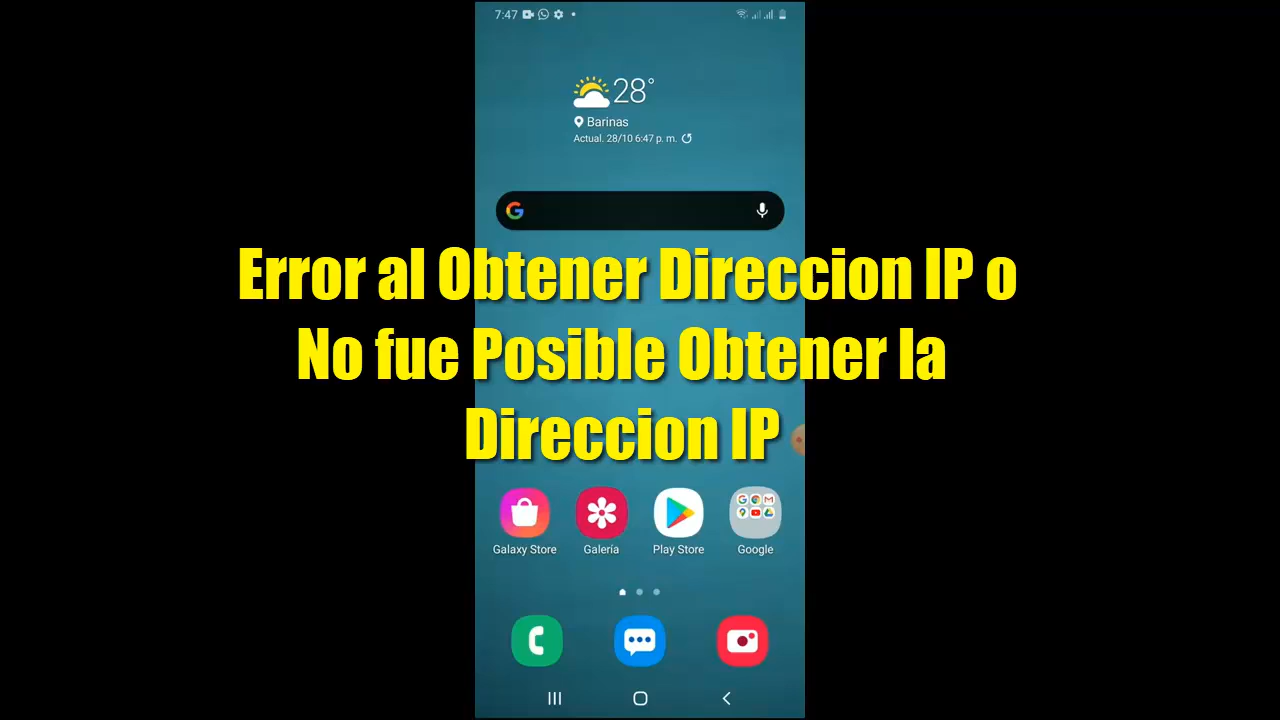 7:47
28°
Barinas
Actual. 28/10 6:47 p. m.
Error al Obtener Direccion IP o
No fue Posible Obtener la
Direccion IP
Galaxy Store
Galería
Play Store
Google